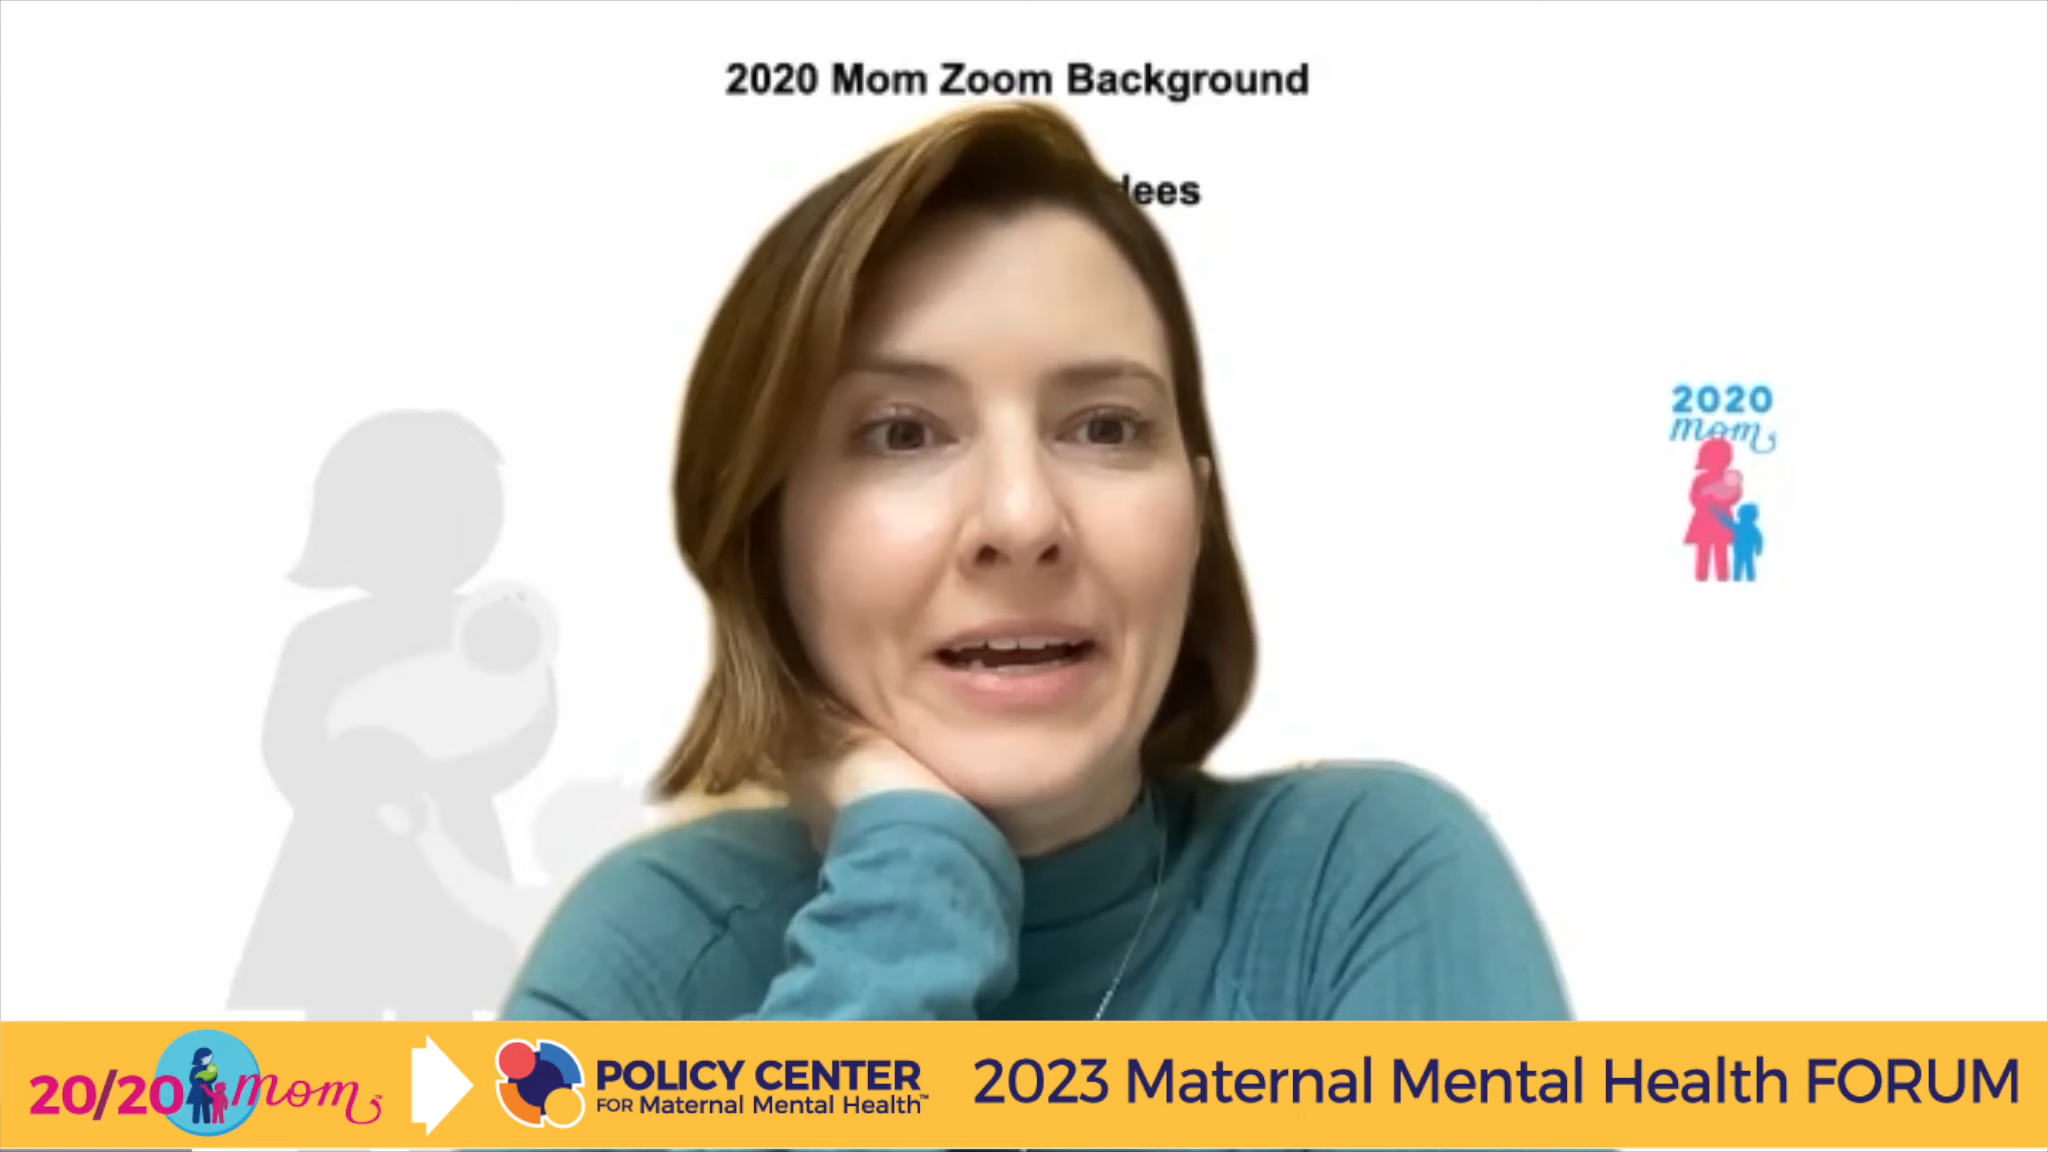 2020 Mom Zoom Background
2020
mom
20/20 mom
POLICY CENTER
FOR Maternal Mental Health™
2023 Maternal Mental Health FORUM